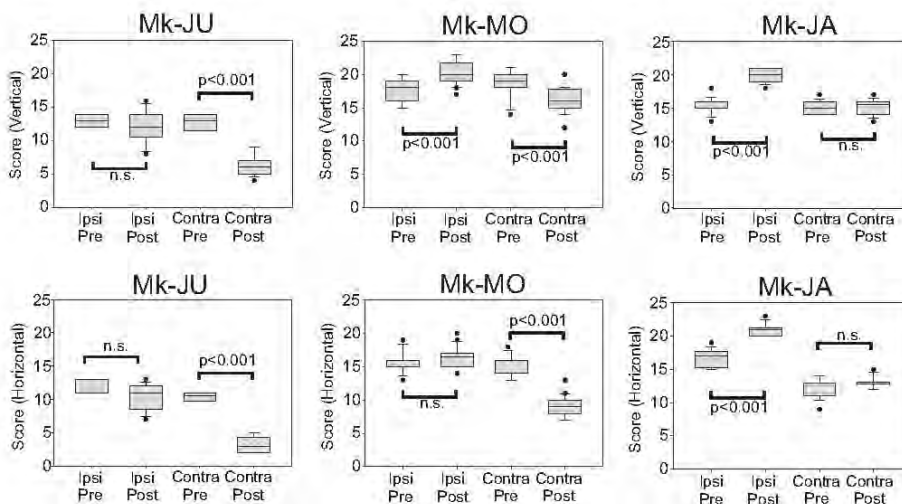 Mk-JU
Score (Vertical)
25
20
15
10
5
0
p<0.001
n.s.
Ipsi Pre
Ipsi Post
Contra Pre
Contra Post
Mk-MO
Score (Vertical)
25
20
15
10
5
0
p<0.001
p<0.001
Ipsi Pre
Ipsi Post
Contra Pre
Contra Post
Mk-JA
Score (Vertical)
25
20
15
10
5
0
p<0.001
n.s.
Ipsi Pre
Ipsi Post
Contra Pre
Contra Post
Mk-JU
Score (Horizontal)
25
20
15
10
5
0
n.s.
p<0.001
Ipsi Pre
Ipsi Post
Contra Pre
Contra Post
Mk-MO
Score (Horizontal)
25
20
15
10
5
0
p<0.001
n.s.
Ipsi Pre
Ipsi Post
Contra Pre
Contra Post
Mk-JA
Score (Horizontal)
25
20
15
10
5
0
n.s.
p<0.001
Ipsi Pre
Ipsi Post
Contra Pre
Contra Post